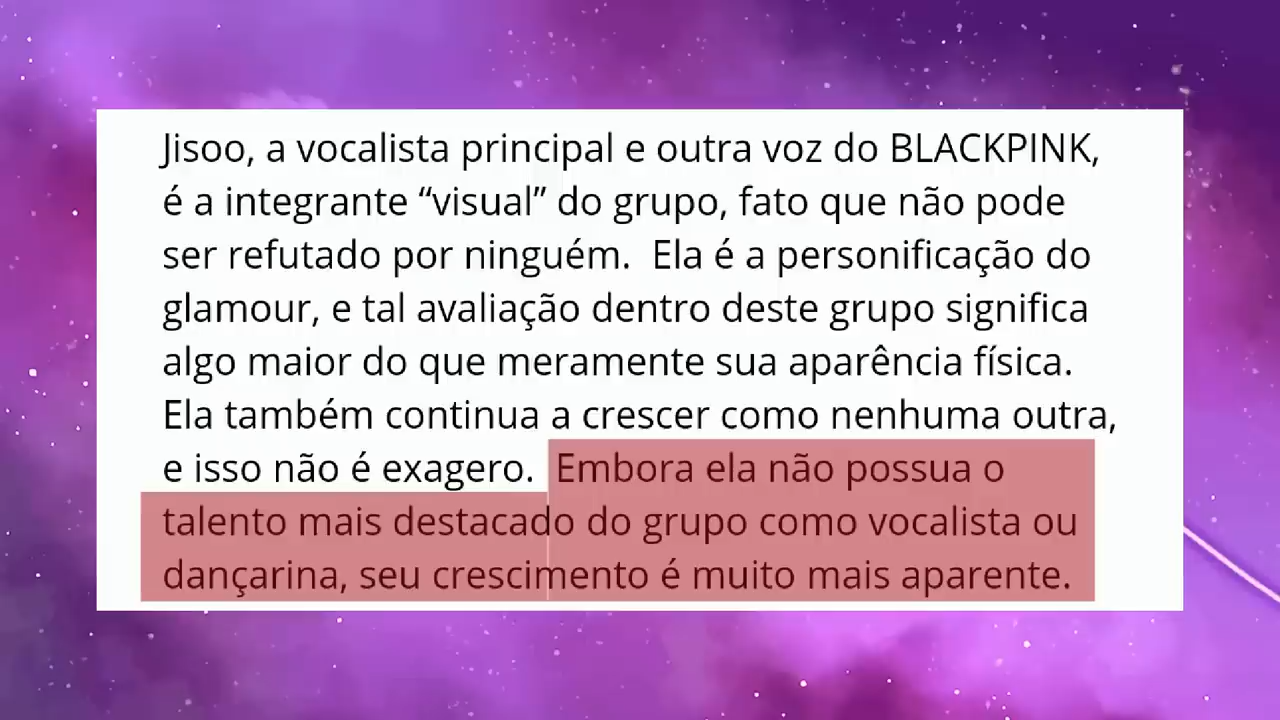 Jisoo, a vocalista principal e outra voz do BLACKPINK,
é a integrante “visual” do grupo, fato que não pode
ser refutado por ninguém.  Ela é a personificação do
glamour, e tal avaliação dentro deste grupo significa
algo maior do que meramente sua aparência física.
Ela também continua a crescer como nenhuma outra,
e isso não é exagero.  Embora ela não possua o
talento mais destacado do grupo como vocalista ou
dançarina, seu crescimento é muito mais aparente.